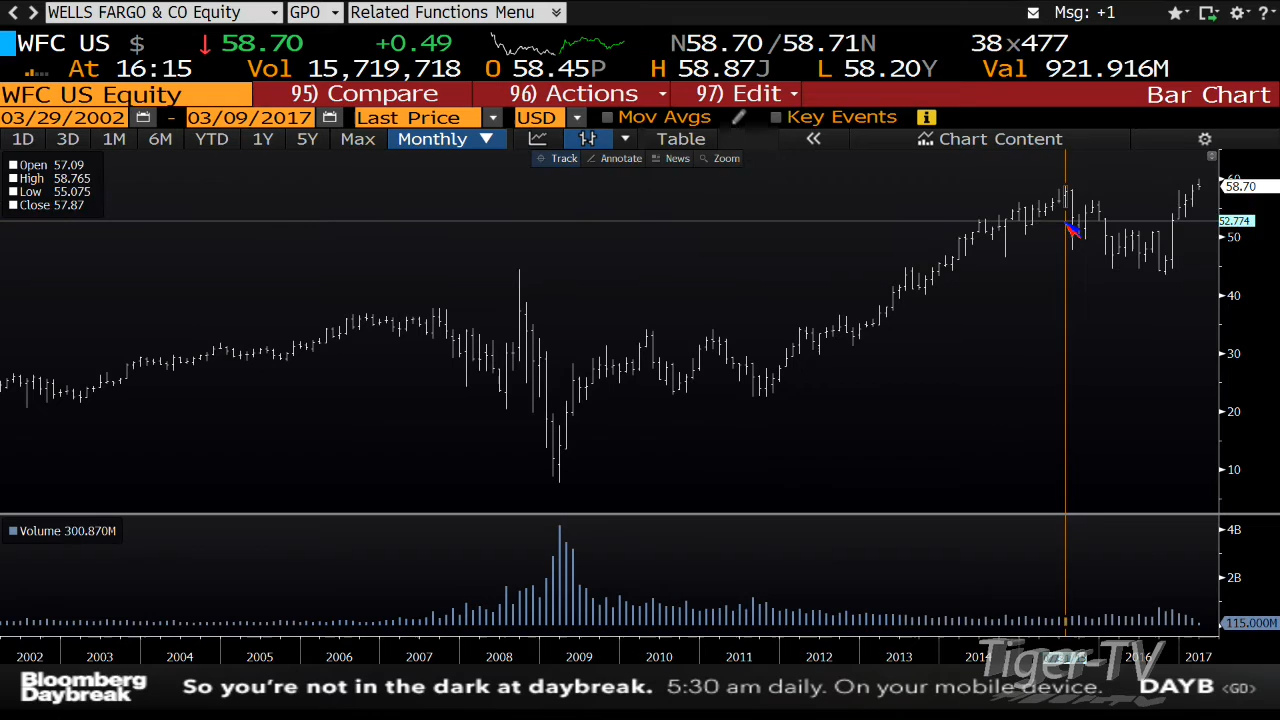 WELLS FARGO & CO Equity GPO Related Functions Menu Msg: +1
WFC US $ 58.70 +0.49 N58.70 /58.71N 38x477
At 16:15 Vol 15,719,718 O 58.45P H 58.87J L 58.20Y Val 921.916M
WFC US Equity 95) Compare 96) Actions 97) Edit Bar Chart
03/29/2002 - 03/09/2017 Last Price USD Mov Avgs Key Events
1D 3D 1M 6M YTD 1Y 5Y Max Monthly Table Chart Content
Track Annotate News Zoom
Open 57.09
High 58.765
Low 55.075
Close 57.87
60
58.70
52.774
50
40
30
20
10
Volume 300.870M
4B
2B
115.000M
2002 2003 2004 2005 2006 2007 2008 2009 2010 2011 2012 2013 2014 2016 2017
Tiger-TV
Bloomberg
Daybreak
So you're not in the dark at daybreak. 5:30 am daily. On your mobile device. DAYB <GO>